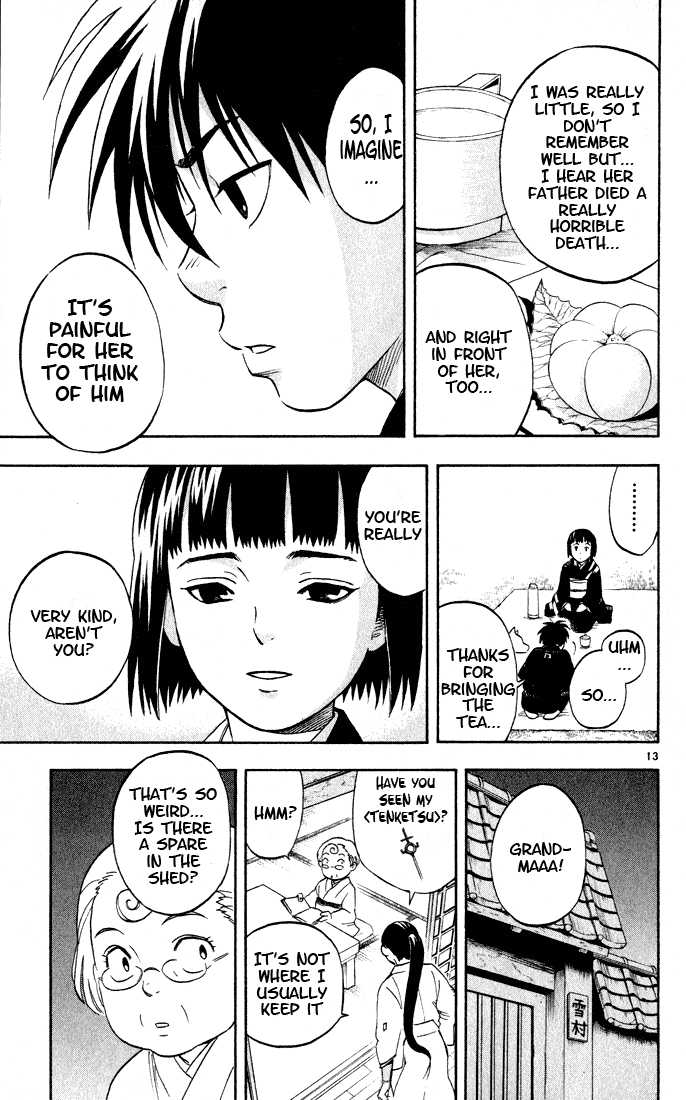 I WAS REALLY
LITTLE, SO I
DON'T
REMEMBER
WELL BUT...
I HEAR HER
FATHER DIED A
REALLY
HORRIBLE
DEATH...
AND RIGHT
IN FRONT
OF HER,
TOO...
SO, I
IMAGINE
...
IT'S
PAINFUL
FOR HER
TO THINK
OF HIM
.........
UHM
...
SO...
THANKS
FOR
BRINGING
THE
TEA...
YOU'RE
REALLY
VERY KIND,
AREN'T
YOU?
13
GRAND-
MAAA!
雪村
HAVE YOU
SEEN MY
<TENKETSU>?
HMM?
IT'S NOT
WHERE I
USUALLY
KEEP IT
THAT'S SO
WEIRD...
IS THERE
A SPARE
IN THE
SHED?